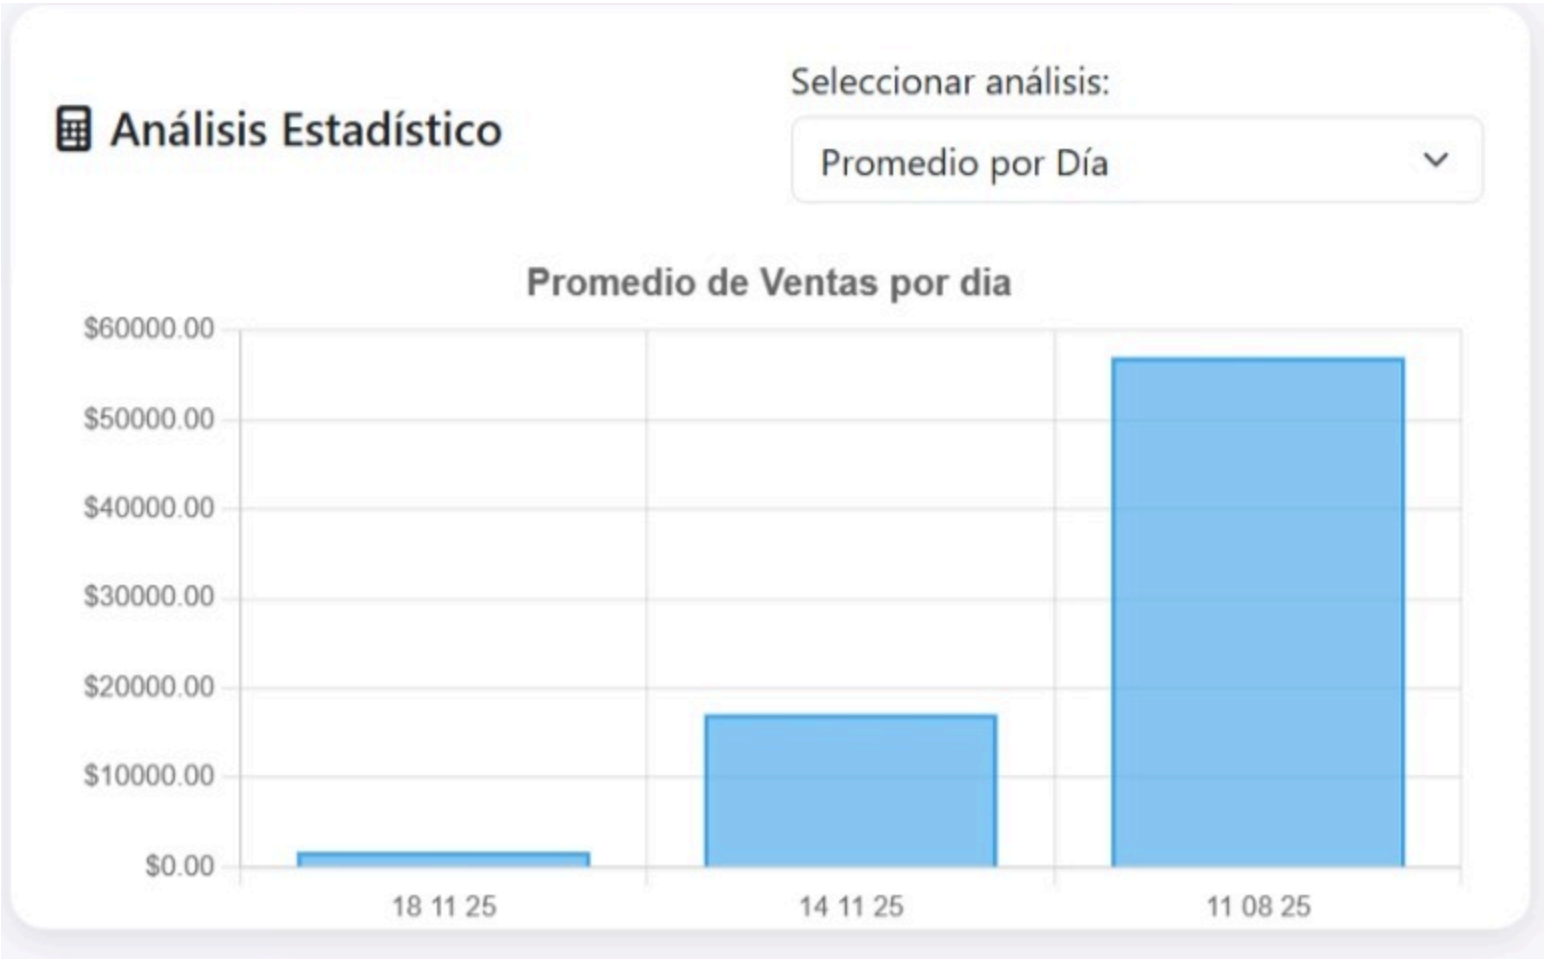 Análisis Estadístico
Seleccionar análisis:
Promedio por Día
Promedio de Ventas por dia
$60000.00
$50000.00
$40000.00
$30000.00
$20000.00
$10000.00
$0.00
18 11 25
14 11 25
11 08 25